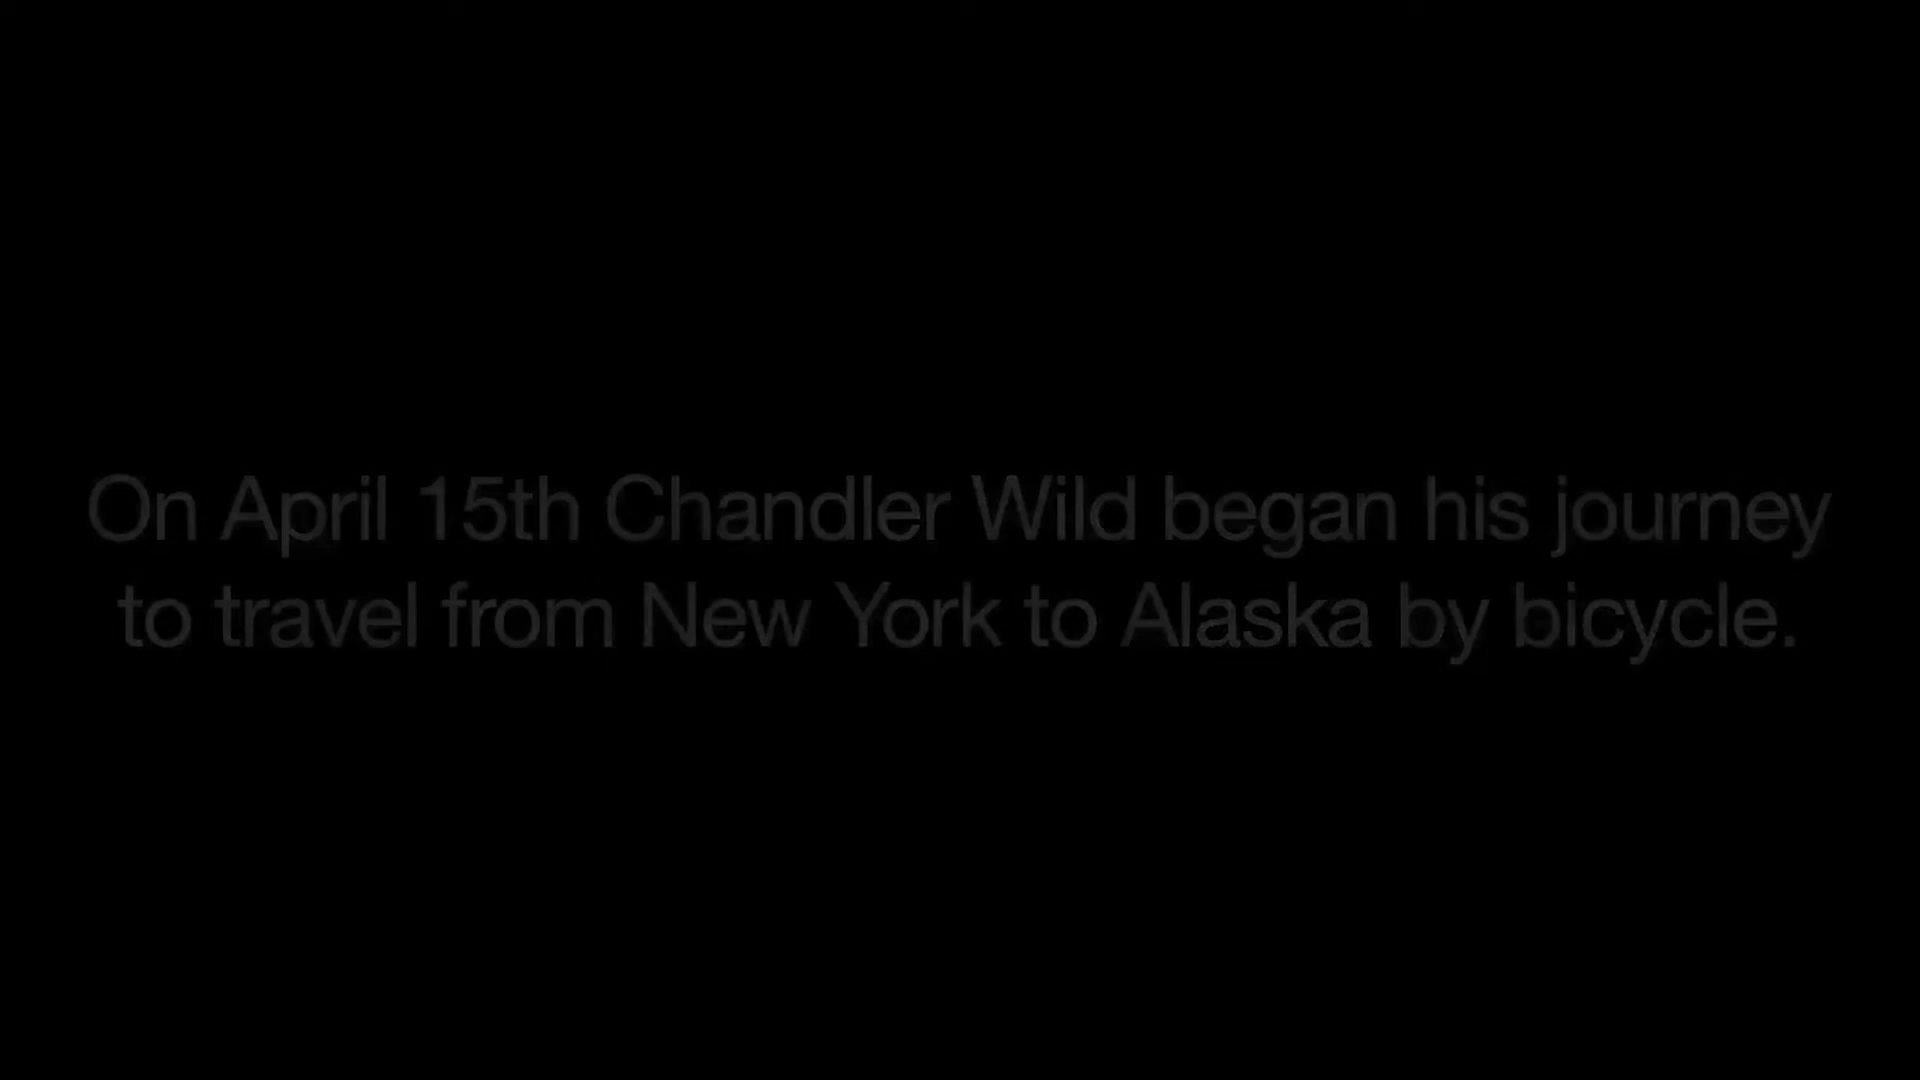 On April 15th Chandler Wild began his journey
to travel from New York to Alaska by bicycle.